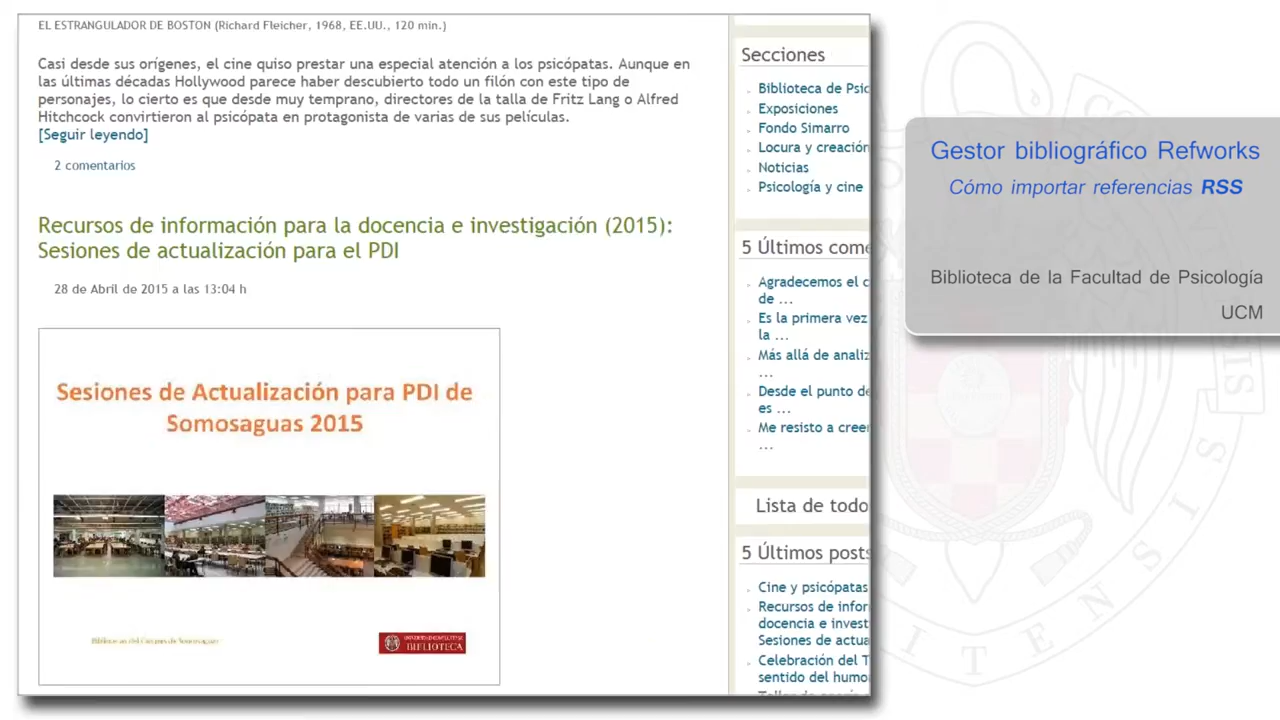 EL ESTRANGULADOR DE BOSTON (Richard Fleicher, 1968, EE.UU., 120 min.)
Casi desde sus orígenes, el cine quiso prestar una especial atención a los psicópatas. Aunque en
las últimas décadas Hollywood parece haber descubierto todo un filón con este tipo de
personajes, lo cierto es que desde muy temprano, directores de la talla de Fritz Lang o Alfred
Hitchcock convirtieron al psicópata en protagonista de varias de sus películas.
[Seguir leyendo]
2 comentarios
Recursos de información para la docencia e investigación (2015):
Sesiones de actualización para el PDI
28 de Abril de 2015 a las 13:04 h
Sesiones de Actualización para PDI de
Somosaguas 2015
Bibliotecas del Campus de Somosaguas
BIBLIOTECA
Secciones
Biblioteca de Psic
Exposiciones
Fondo Simarro
Locura y creación
Noticias
Psicología y cine
5 Últimos come
Agradecemos el c
de ...
Es la primera vez
la ...
Más allá de analiz
...
Desde el punto de
es ...
Me resisto a creer
...
Lista de todo
5 Últimos posts
Cine y psicópatas
Recursos de infor
docencia e invest
Sesiones de actua
Celebración del T
sentido del humo
Gestor bibliográfico Refworks
Cómo importar referencias RSS
Biblioteca de la Facultad de Psicología
UCM